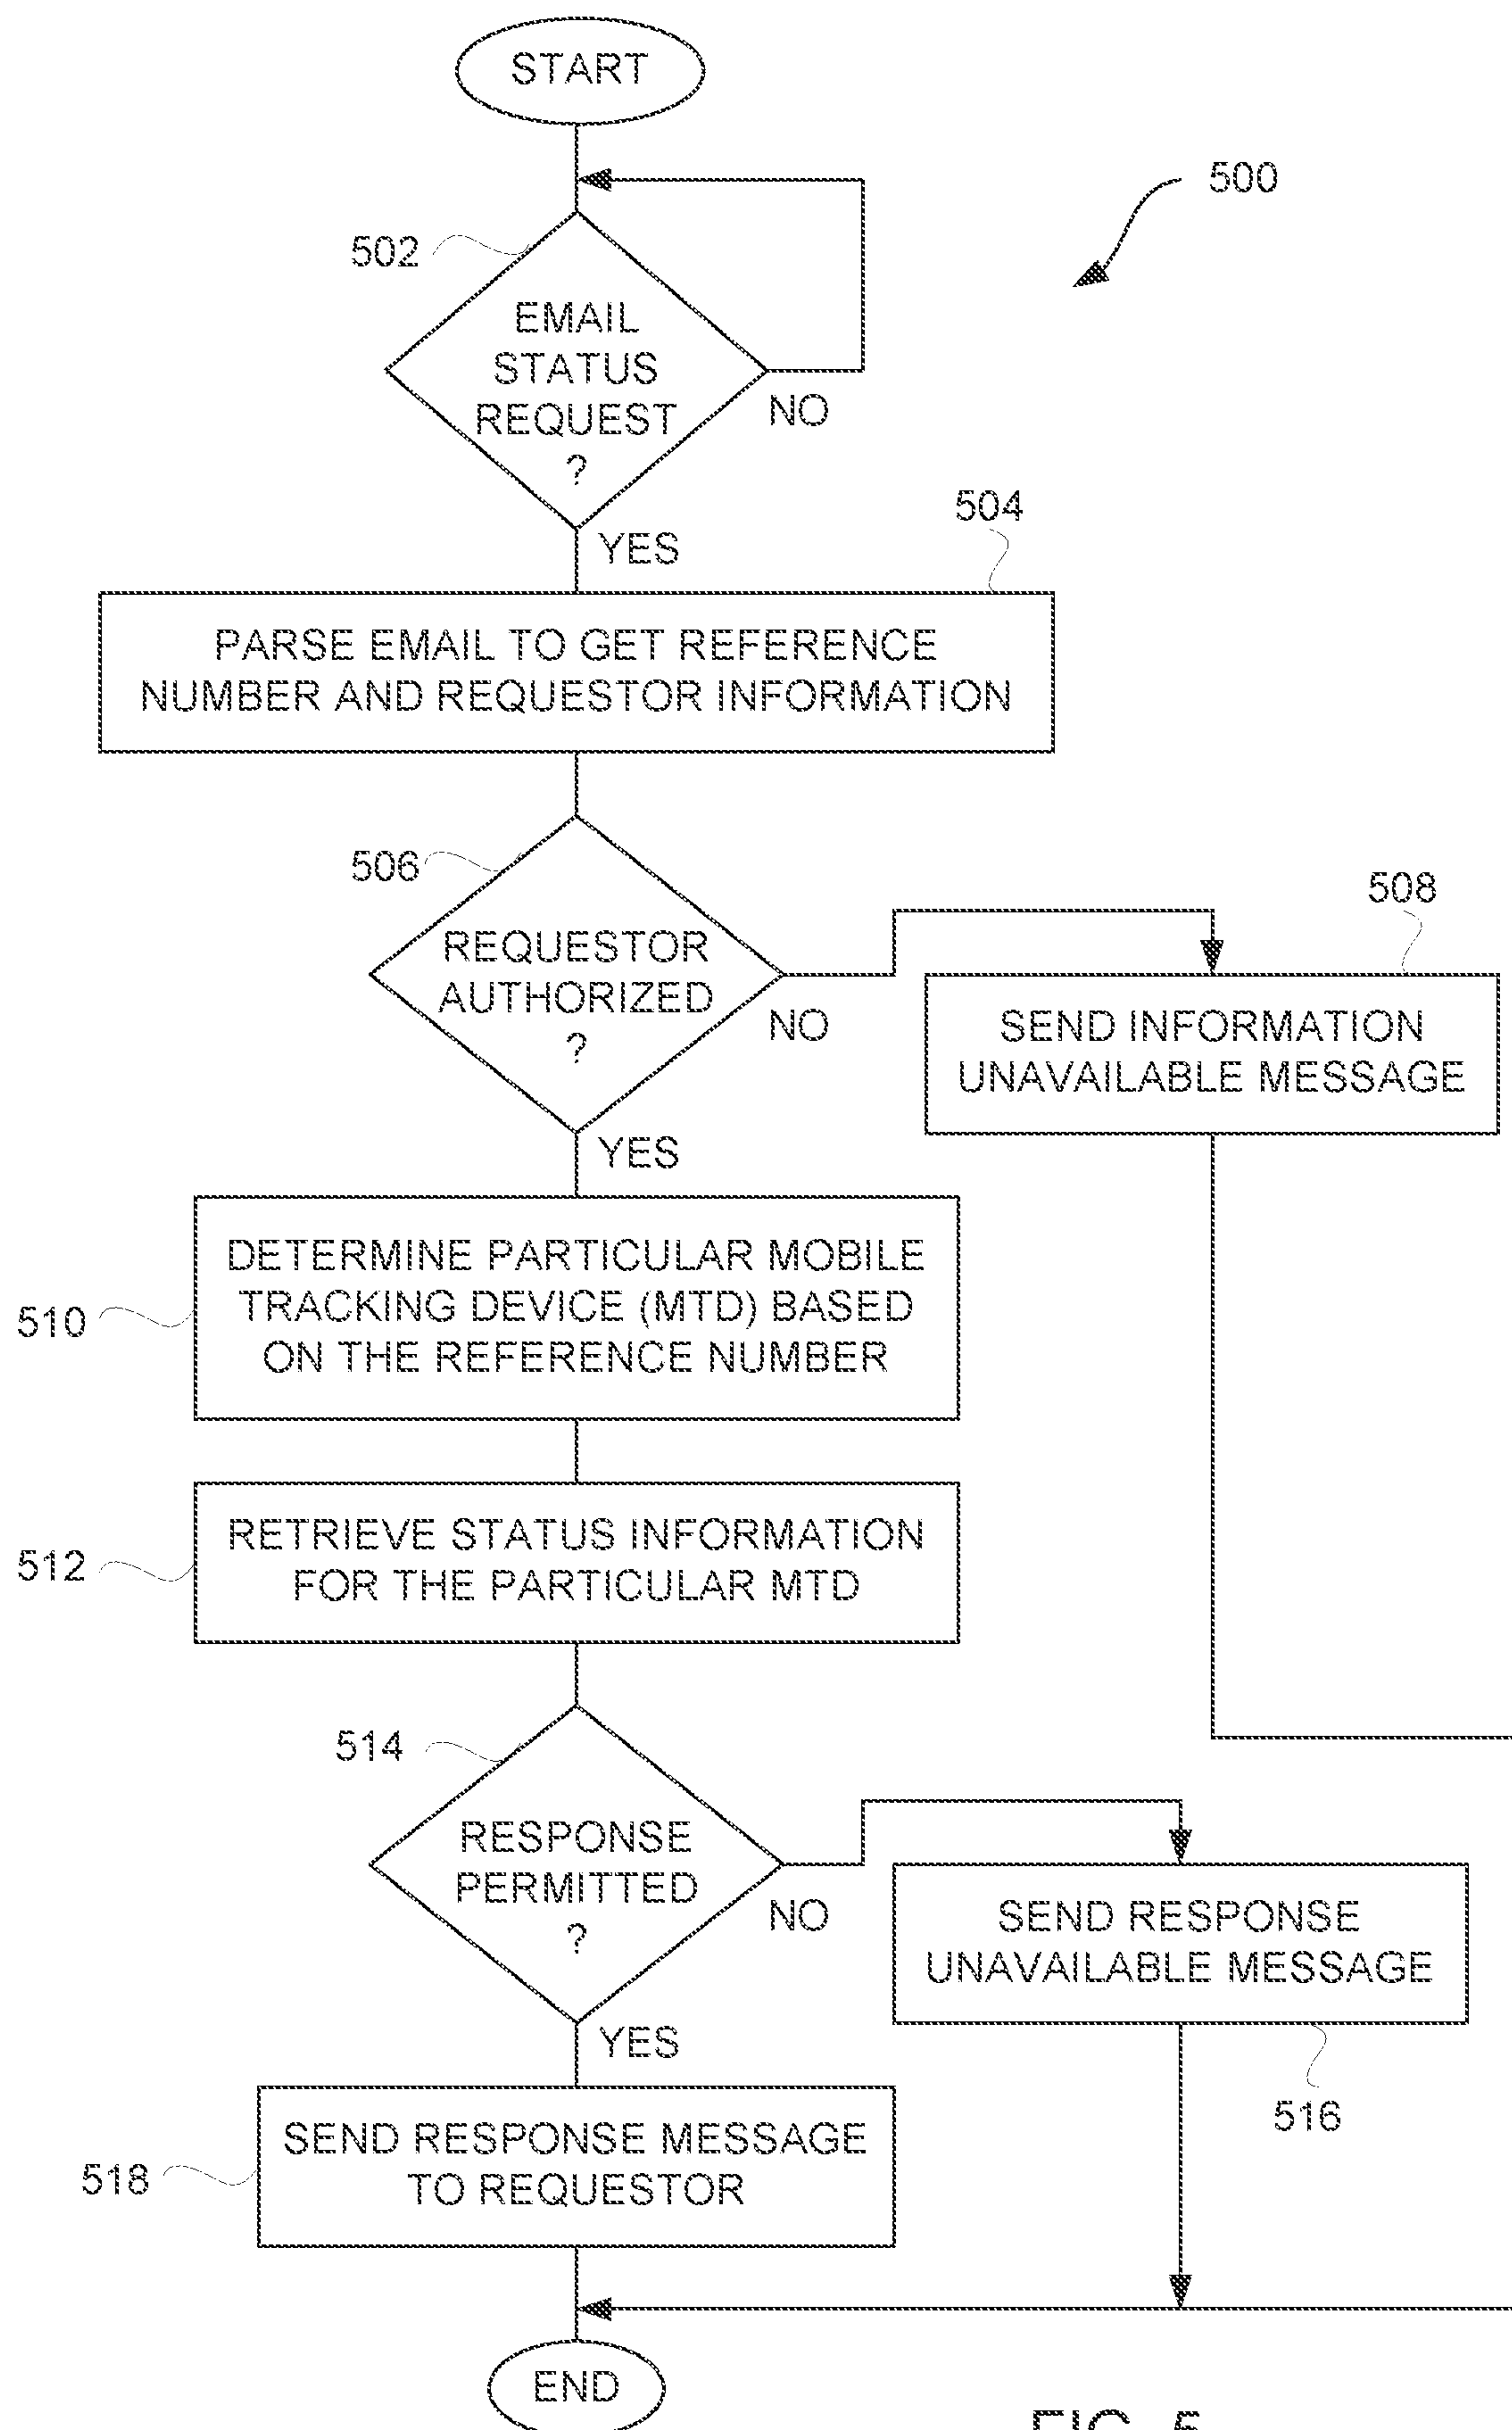 START
500
502
EMAIL
STATUS
REQUEST
?
NO
YES
504
PARSE EMAIL TO GET REFERENCE
NUMBER AND REQUESTOR INFORMATION
506
REQUESTOR
AUTHORIZED
?
NO
508
SEND INFORMATION
UNAVAILABLE MESSAGE
YES
510
DETERMINE PARTICULAR MOBILE
TRACKING DEVICE (MTD) BASED
ON THE REFERENCE NUMBER
512
RETRIEVE STATUS INFORMATION
FOR THE PARTICULAR MTD
514
RESPONSE
PERMITTED
?
NO
SEND RESPONSE
UNAVAILABLE MESSAGE
516
YES
518
SEND RESPONSE MESSAGE
TO REQUESTOR
END
FIG. 5